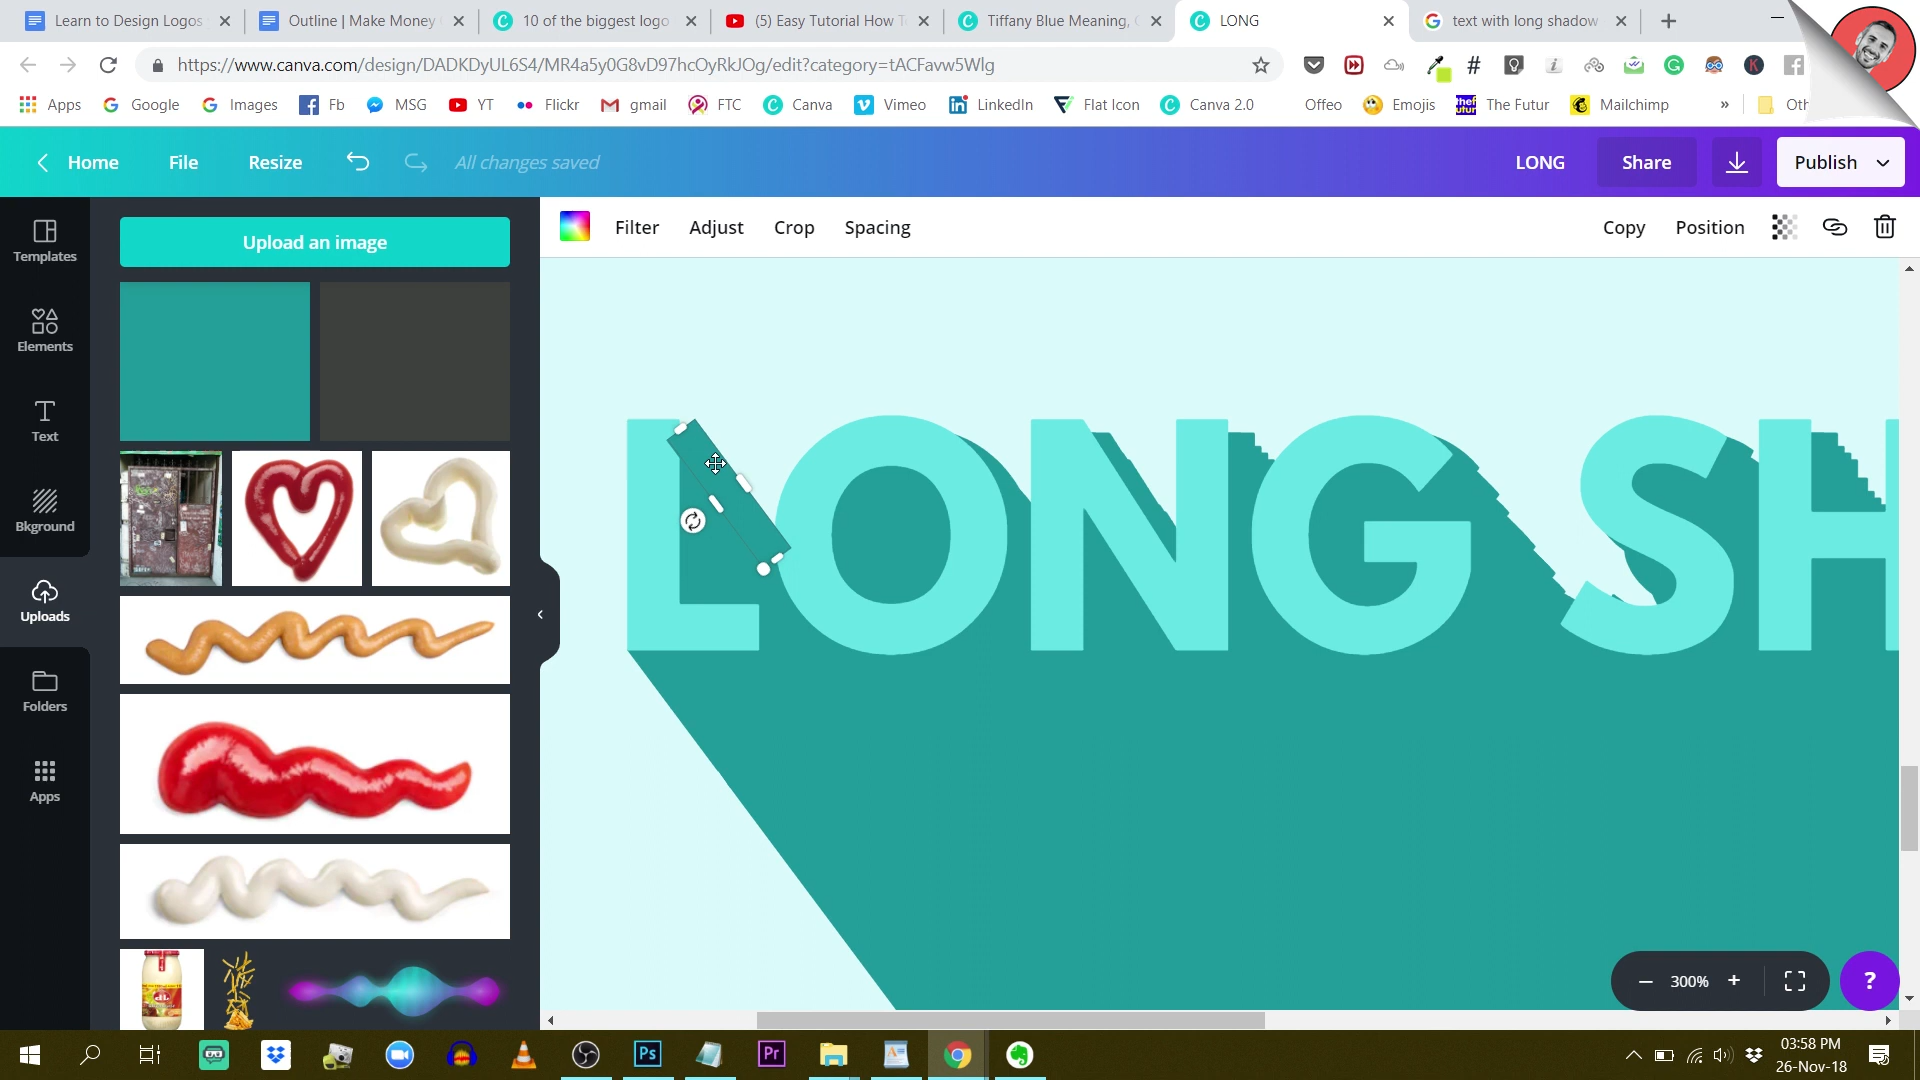 Learn to Design Logos
Outline | Make Money
10 of the biggest logo
(5) Easy Tutorial How T
Tiffany Blue Meaning,
LONG
text with long shadow
https://www.canva.com/design/DADKDyUL6S4/MR4a5y0G8vD97hcOyRkJOg/edit?category=tACFavw5Wlg
Apps
Google
Images
Fb
MSG
YT
Flickr
gmail
FTC
Canva
Vimeo
LinkedIn
Flat Icon
Canva 2.0
Offeo
Emojis
The Futur
Mailchimp
»
Oth
Home
File
Resize
All changes saved
LONG
Share
Publish
Upload an image
Filter
Adjust
Crop
Spacing
Copy
Position
Templates
Elements
Text
Bkground
Uploads
Folders
Apps
LONG SH
300%
?
Ps
Pr
03:58 PM
26-Nov-18